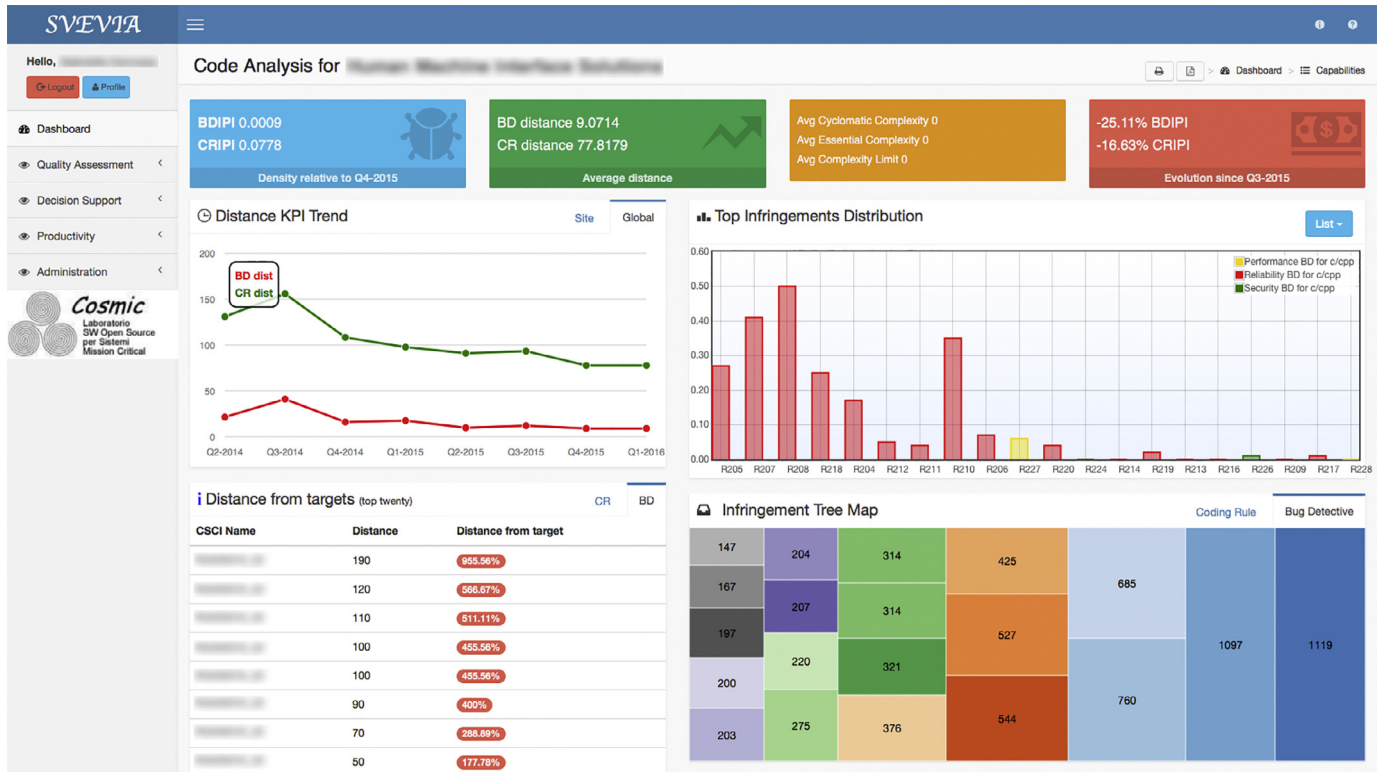 SVEVIA
Hello,
Logout
Profile
Dashboard
Quality Assessment
Decision Support
Productivity
Administration
Cosmic
Laboratorio
SW Open Source
per Sistemi
Mission Critical
Code Analysis for
> Dashboard > Capabilities
BDIPI 0.0009
CRIPI 0.0778
Density relative to Q4-2015
BD distance 9.0714
CR distance 77.8179
Average distance
Avg Cyclomatic Complexity 0
Avg Essential Complexity 0
Avg Complexity Limit 0
-25.11% BDIPI
-16.63% CRIPI
Evolution since Q3-2015
Distance KPI Trend
Site Global
200
150
100
50
0
BD dist
CR dist
Q2-2014 Q3-2014 Q4-2014 Q1-2015 Q2-2015 Q3-2015 Q4-2015 Q1-2016
Top Infringements Distribution
List
0.60
0.50
0.40
0.30
0.20
0.10
0.00
Performance BD for c/cpp
Reliability BD for c/cpp
Security BD for c/cpp
R205 R207 R208 R218 R204 R212 R211 R210 R206 R227 R220 R224 R214 R219 R213 R216 R226 R209 R217 R228
i Distance from targets (top twenty)
CR BD
CSCI Name Distance Distance from target
190 955.56%
120 566.67%
110 511.11%
100 455.56%
100 455.56%
90 400%
70 288.89%
50 177.78%
Infringement Tree Map
Coding Rule Bug Detective
147
167
197
200
203
204
207
220
275
314
314
321
376
425
527
544
685
760
1097
1119